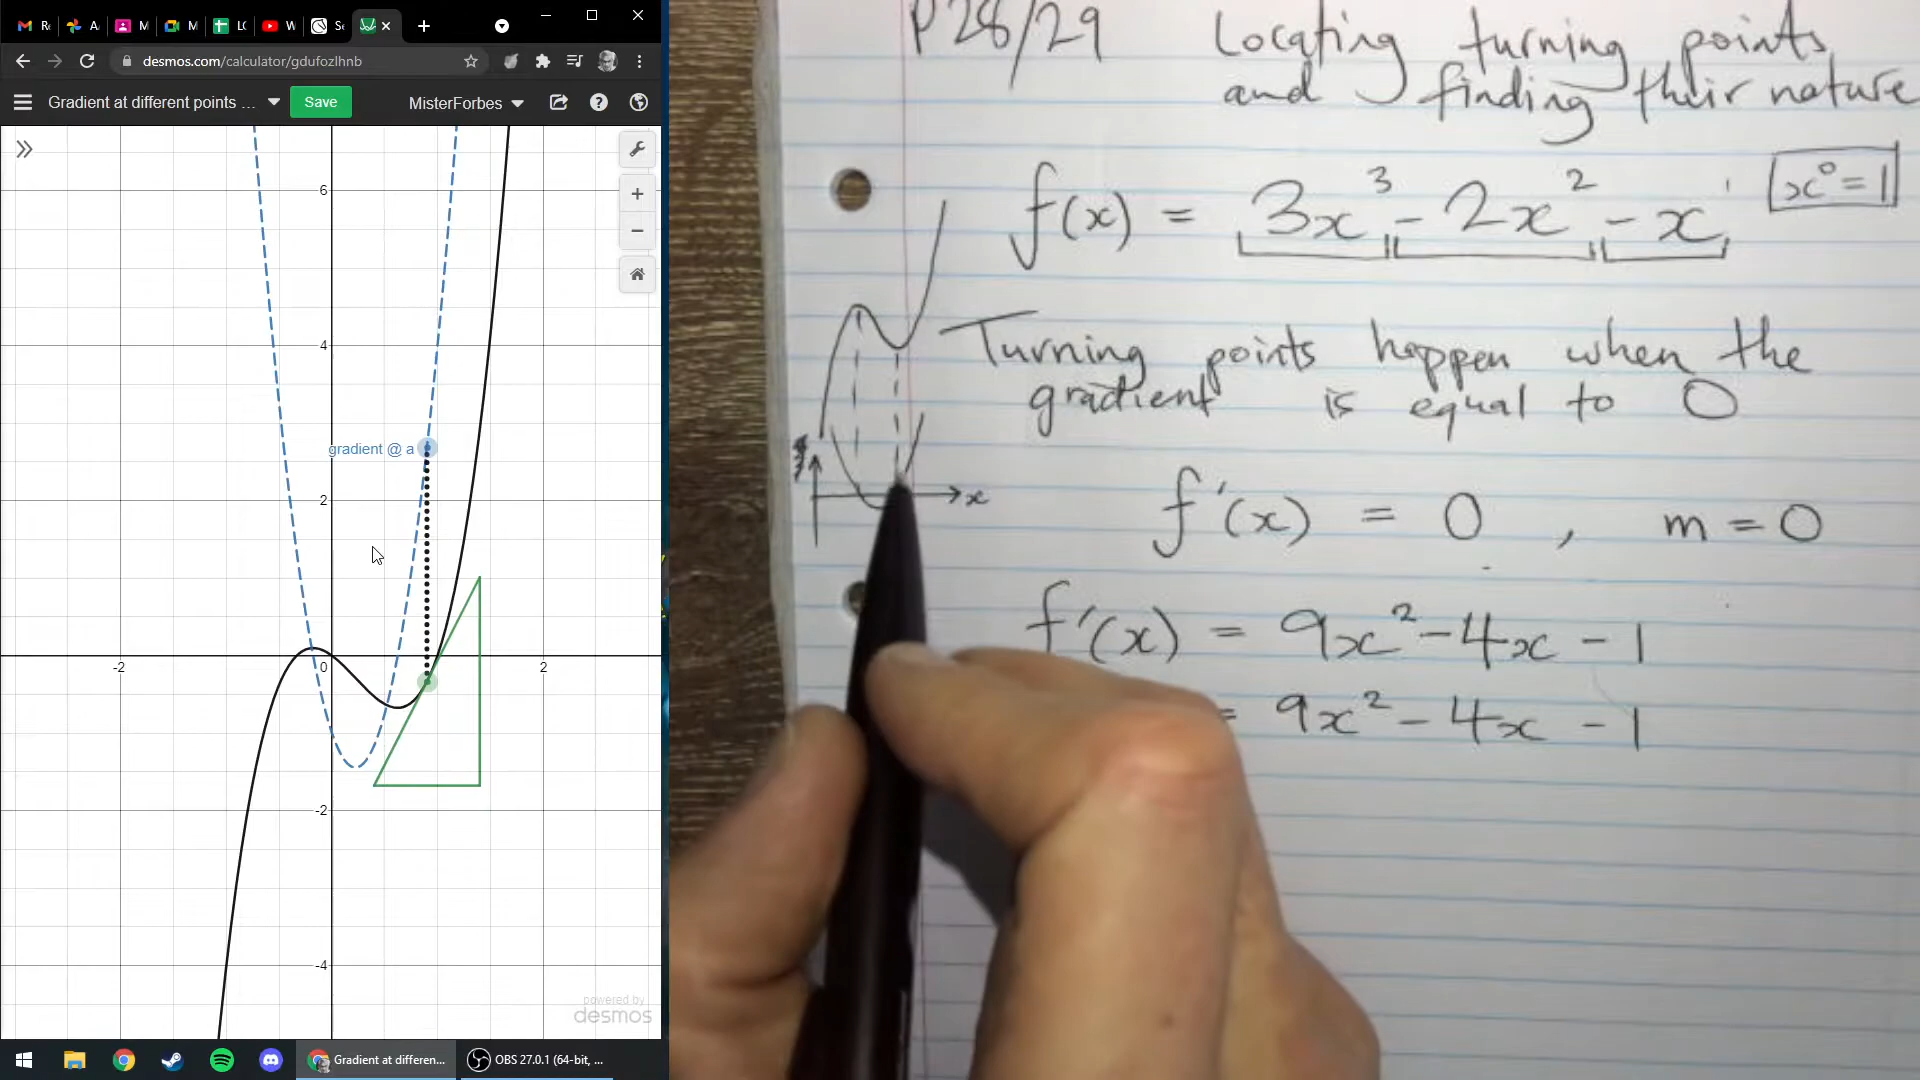 R
A
M
M
LC
W
Se
desmos.com/calculator/gdufozlhnb
Gradient at different points ...
Save
MisterForbes
6
4
gradient @ a
2
-2
0
2
-2
-4
powered by
desmos
Gradient at differen...
OBS 27.0.1 (64-bit, ...
P28/29
Locating turning points
and finding their nature
f(x) = 3x³ - 2x² - x¹
x⁰ = 1
Turning points happen when the
gradient is equal to 0
x
f'(x) = 0 , m = 0
f'(x) = 9x² - 4x - 1
= 9x² - 4x - 1